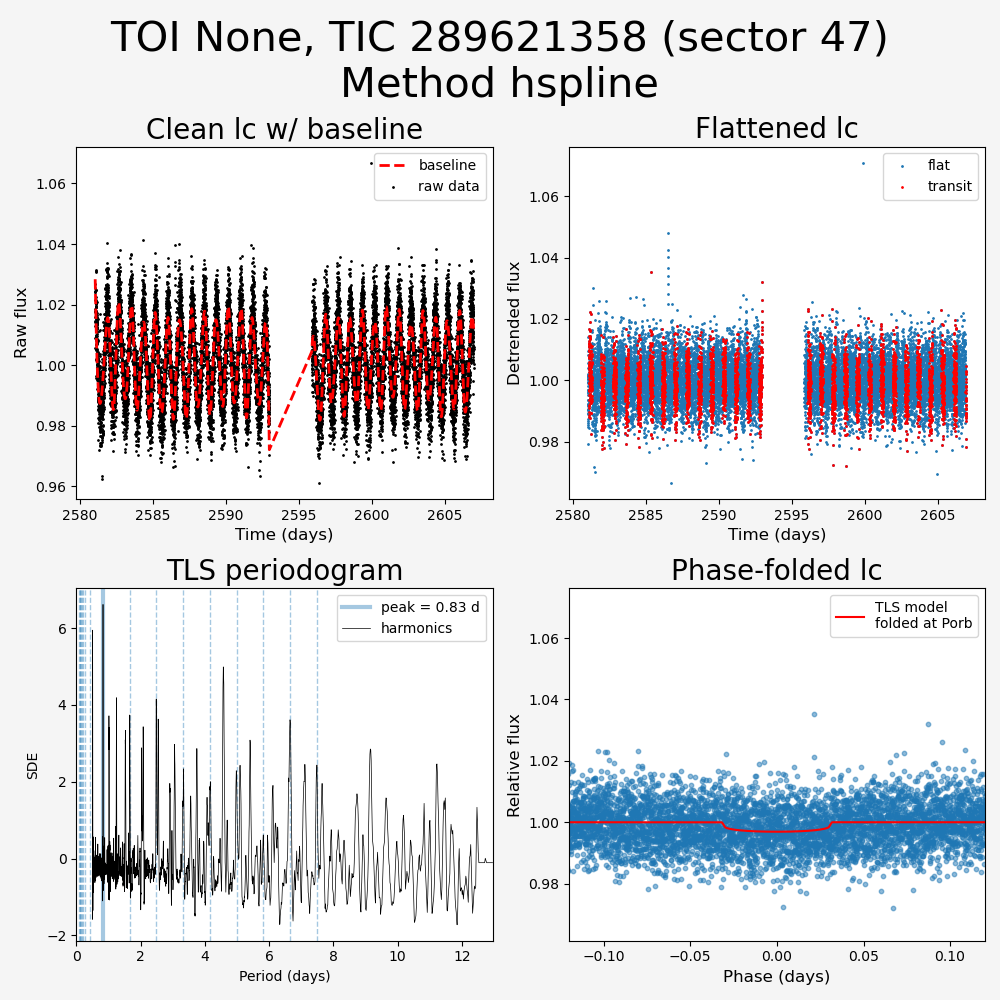 TOI None, TIC 289621358 (sector 47)
Method hspline
Clean lc w/ baseline
Flattened lc
baseline
raw data
flat
transit
1.06
1.04
1.02
1.00
0.98
0.96
Raw flux
2580
2585
2590
2595
2600
2605
Time (days)
1.06
1.04
1.02
1.00
0.98
Detrended flux
2580
2585
2590
2595
2600
2605
Time (days)
TLS periodogram
Phase-folded lc
peak = 0.83 d
harmonics
TLS model
folded at Porb
6
4
2
0
−2
SDE
0
2
4
6
8
10
12
Period (days)
1.06
1.04
1.02
1.00
0.98
Relative flux
−0.10
−0.05
0.00
0.05
0.10
Phase (days)